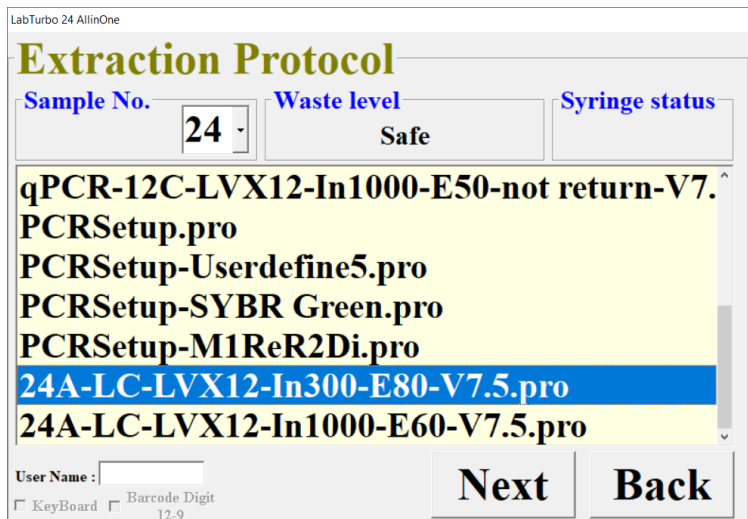 LabTurbo 24 AllinOne
Extraction Protocol
Sample No.
24
Waste level
Safe
Syringe status
qPCR-12C-LVX12-In1000-E50-not return-V7.
PCRSetup.pro
PCRSetup-Userdefine5.pro
PCRSetup-SYBR Green.pro
PCRSetup-M1ReR2Di.pro
24A-LC-LVX12-In300-E80-V7.5.pro
24A-LC-LVX12-In1000-E60-V7.5.pro
User Name :
KeyBoard
Barcode Digit
12-9
Next
Back